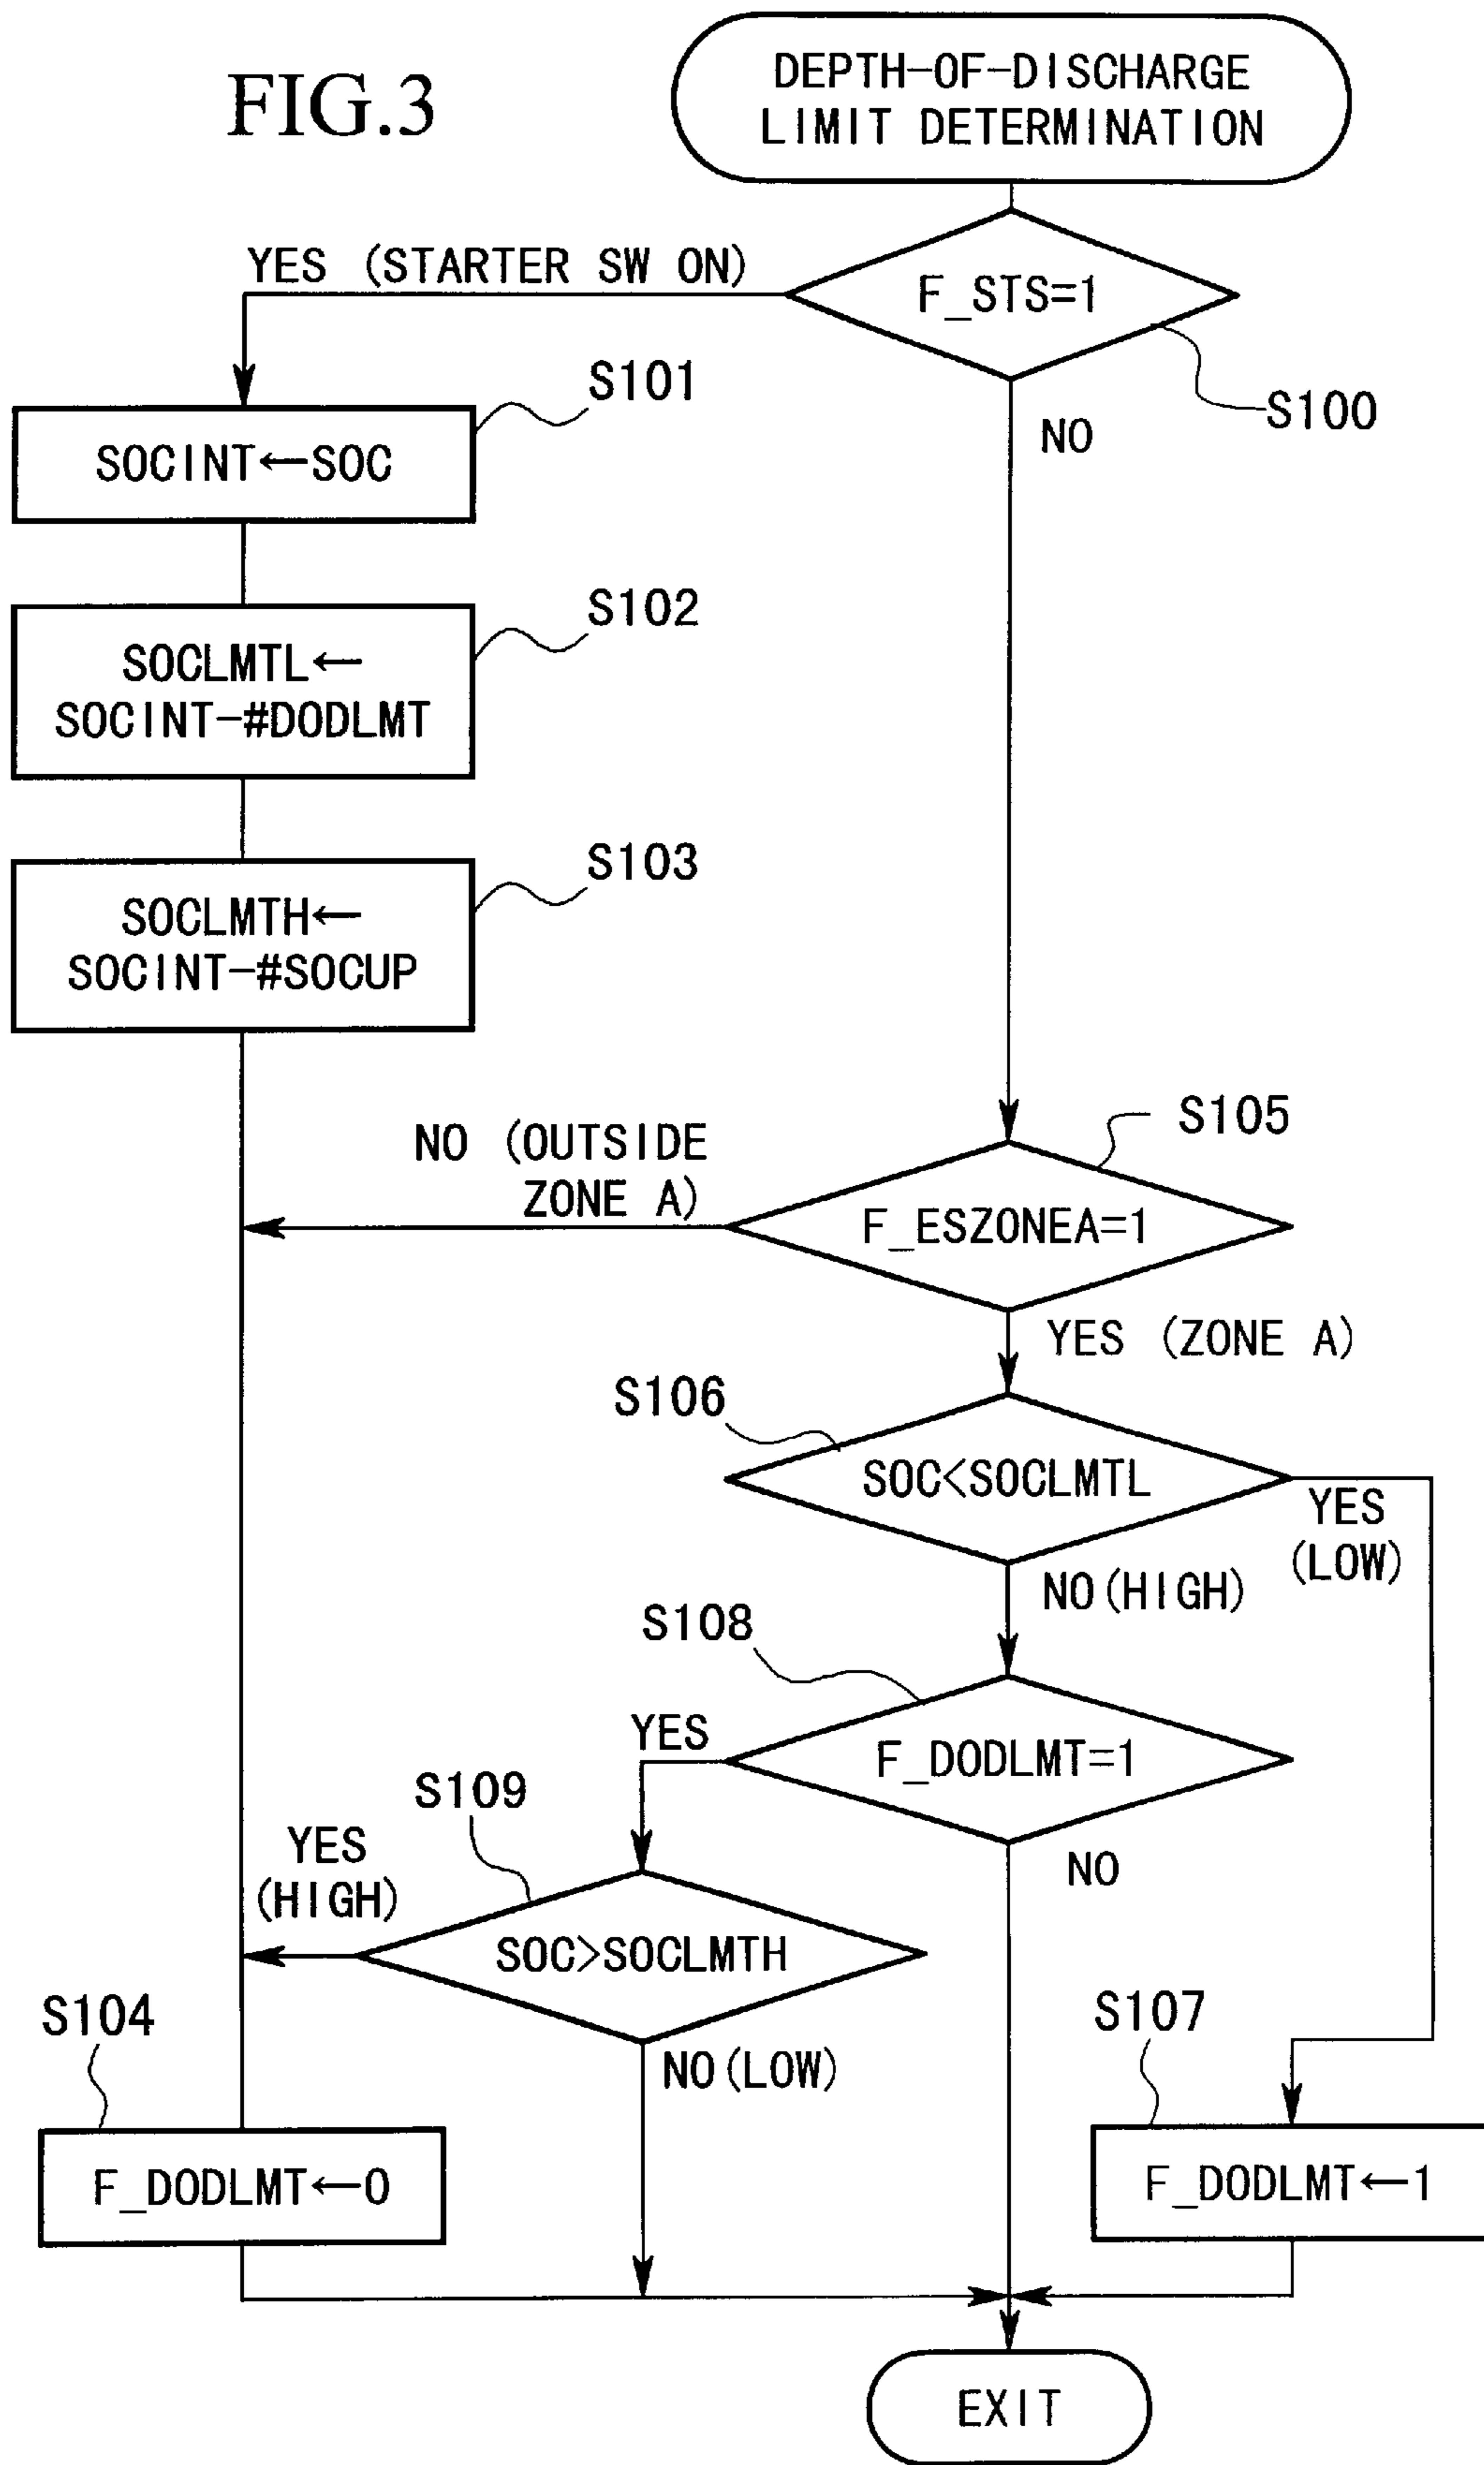 FIG.3
DEPTH-OF-DISCHARGE
LIMIT DETERMINATION
YES (STARTER SW ON)
F_STS=1
S100
NO
S101
SOCINT←SOC
S102
SOCLMTL←
SOCINT-#DODLMT
S103
SOCLMTH←
SOCINT-#SOCUP
S105
NO (OUTSIDE
ZONE A)
F_ESZONEA=1
YES (ZONE A)
S106
SOC<SOCLMTL
YES
(LOW)
NO(HIGH)
S108
YES
F_DODLMT=1
NO
S109
YES
(HIGH)
SOC>SOCLMTH
NO(LOW)
S104
F_DODLMT←0
S107
F_DODLMT←1
EXIT